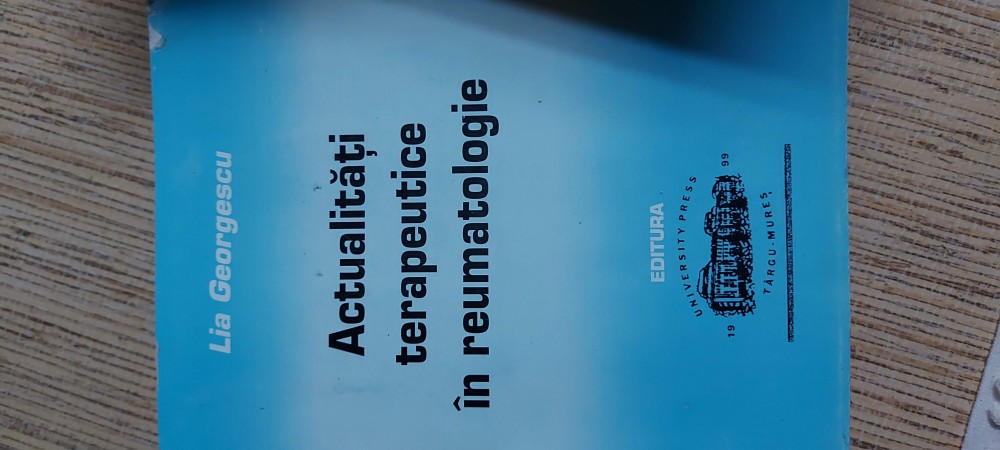 Lia Georgescu
Actualități
terapeutice
în reumatologie
EDITURA
UNIVERSITY PRESS
19 99
TÂRGU-MUREȘ